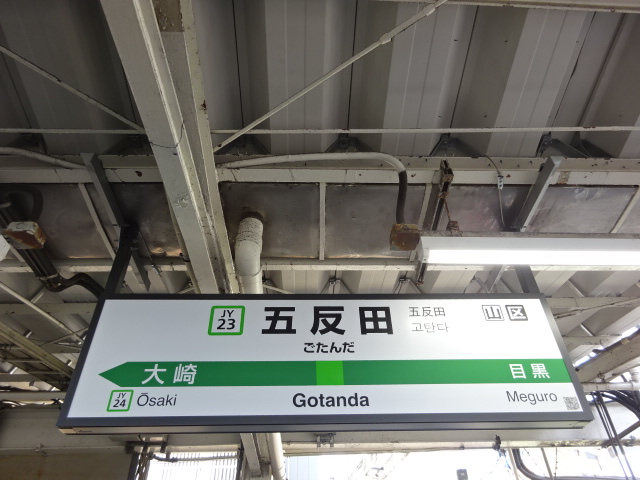 JY
23
五反田
五反田
고탄다
山区
ごたんだ
大崎
目黒
JY
24
Ōsaki
Gotanda
Meguro